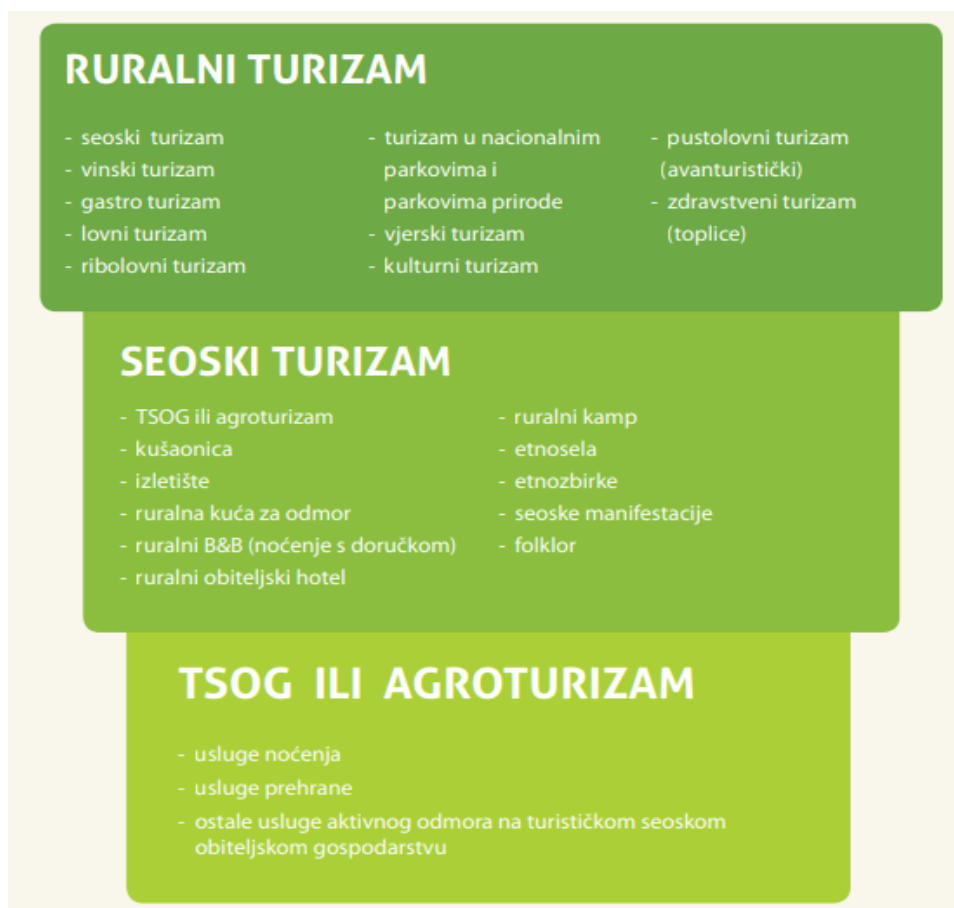 RURALNI TURIZAM
- seoski turizam
- vinski turizam
- gastro turizam
- lovni turizam
- ribolovni turizam
- turizam u nacionalnim
parkovima i
parkovima prirode
- vjerski turizam
- kulturni turizam
- pustolovni turizam
(avanturistički)
- zdravstveni turizam
(toplice)
SEOSKI TURIZAM
- TSOG ili agroturizam
- kušaonica
- izletište
- ruralna kuća za odmor
- ruralni B&B (noćenje s doručkom)
- ruralni obiteljski hotel
- ruralni kamp
- etnosela
- etnozbirke
- seoske manifestacije
- folklor
TSOG ILI AGROTURIZAM
- usluge noćenja
- usluge prehrane
- ostale usluge aktivnog odmora na turističkom seoskom
obiteljskom gospodarstvu